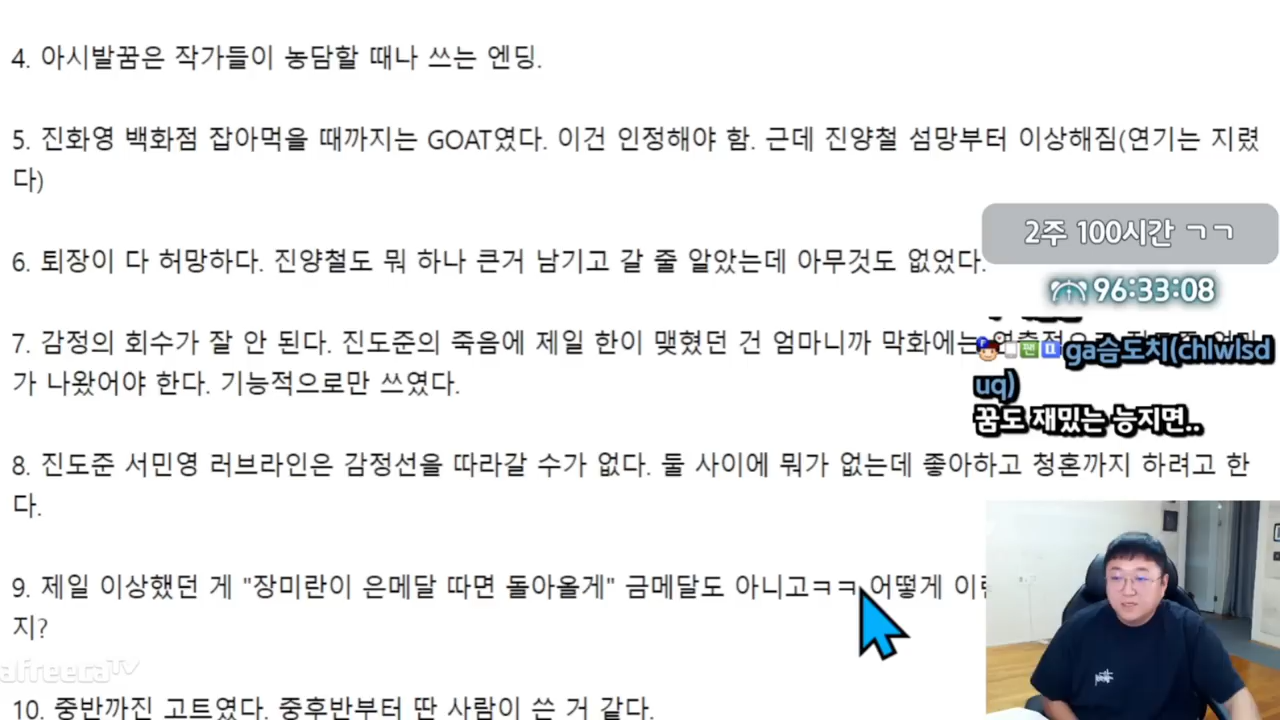 4. 아시발꿈은 작가들이 농담할 때나 쓰는 엔딩.
5. 진화영 백화점 잡아먹을 때까지는 GOAT였다. 이건 인정해야 함. 근데 진양철 섬망부터 이상해짐(연기는 지렸
다)
2주 100시간 ㄱㄱ
6. 퇴장이 다 허망하다. 진양철도 뭐 하나 큰거 남기고 갈 줄 알았는데 아무것도 없었다.
96:33:08
7. 감정의 회수가 잘 안 된다. 진도준의 죽음에 제일 한이 맺혔던 건 엄마니까 막화에는
가 나왔어야 한다. 기능적으로만 쓰였다.
ga슴도치(chlwlsd
uq)
꿈도 재밌는 능지면..
8. 진도준 서민영 러브라인은 감정선을 따라갈 수가 없다. 둘 사이에 뭐가 없는데 좋아하고 청혼까지 하려고 한
다.
9. 제일 이상했던 게 "장미란이 은메달 따면 돌아올게" 금메달도 아니고ㅋㅋ 어떻게
지?
afreecaTV
10. 중반까진 고트였다. 중후반부터 딴 사람이 쓴 거 같다.